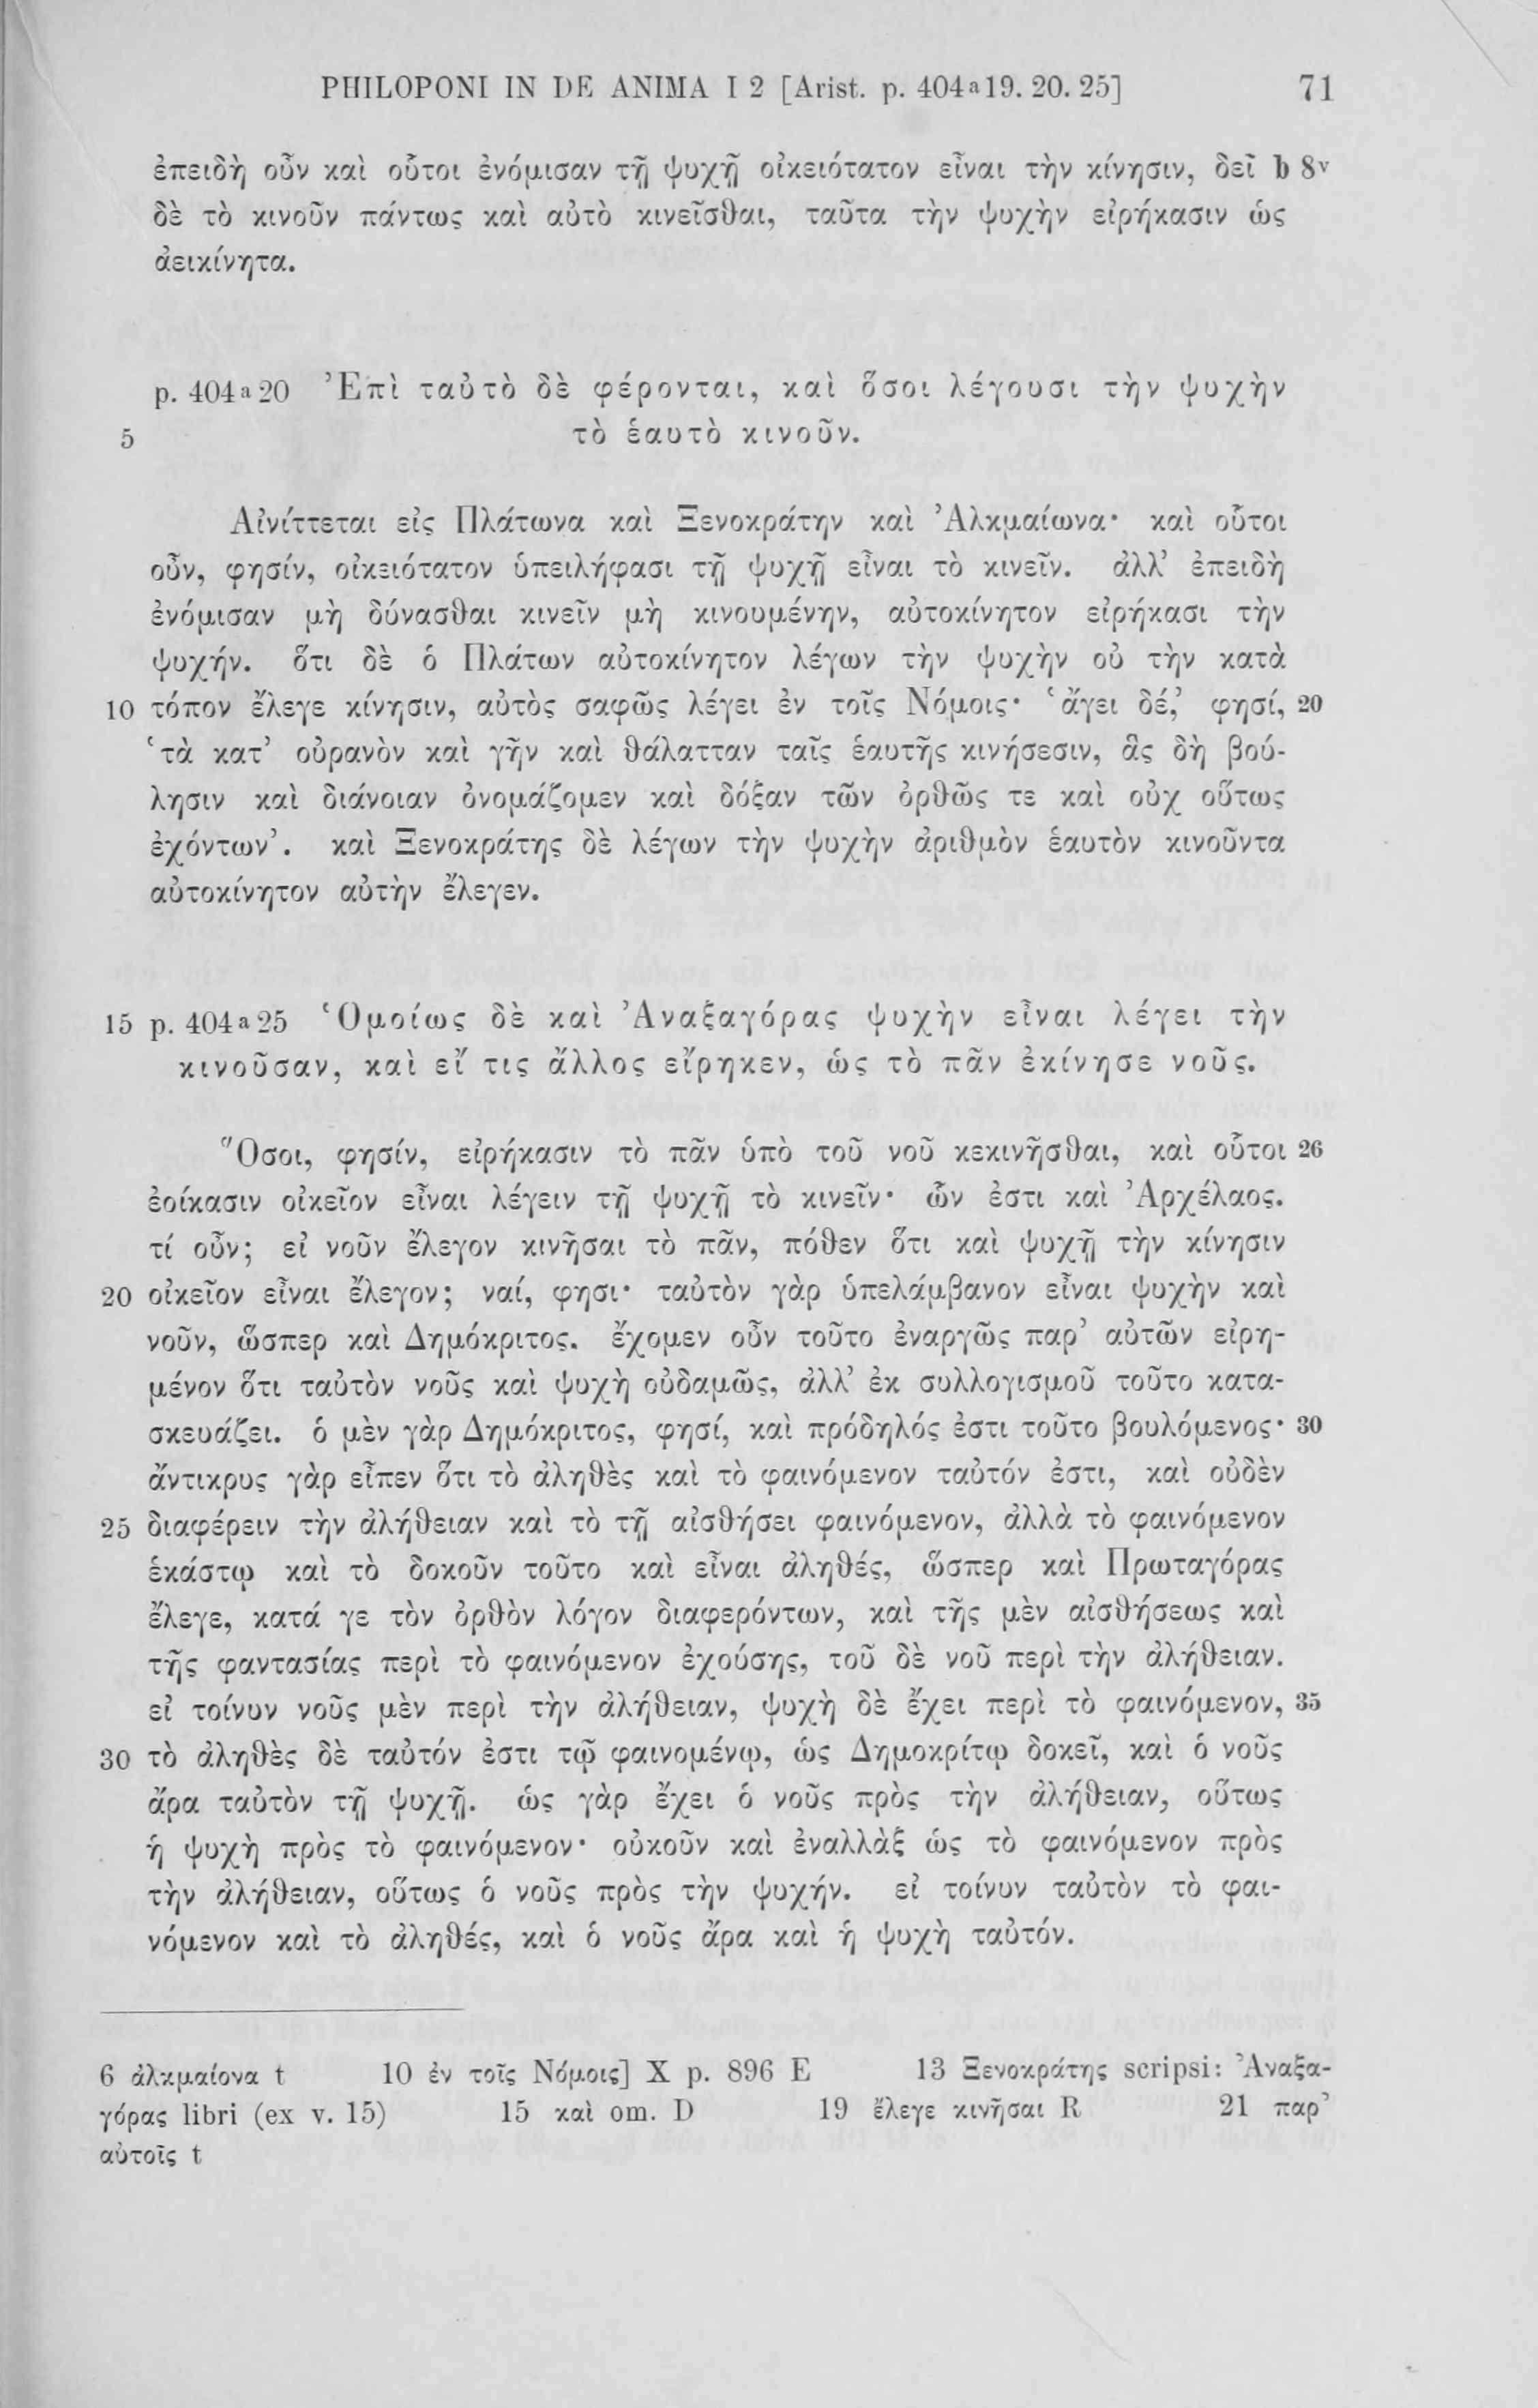 PHILOPONI IN DE ANIMA I 2 [Arist. p. 404a19. 20. 25] 71
ἐπειδὴ οὖν καὶ οὗτοι ἐνόμισαν τῇ ψυχῇ οἰκειότατον εἶναι τὴν κίνησιν, δεῖ b 8v
δὲ τὸ κινοῦν πάντως καὶ αὐτὸ κινεῖσθαι, ταῦτα τὴν ψυχὴν εἰρήκασιν ὡς
ἀεικίνητα.
p. 404a20 Ἐπὶ ταὐτὸ δὲ φέρονται, καὶ ὅσοι λέγουσι τὴν ψυχὴν
5 τὸ ἑαυτὸ κινοῦν.
Αἰνίττεται εἰς Πλάτωνα καὶ Ξενοκράτην καὶ Ἀλκμαίωνα· καὶ οὗτοι
οὖν, φησίν, οἰκειότατον ὑπειλήφασι τῇ ψυχῇ εἶναι τὸ κινεῖν. ἀλλ’ ἐπειδὴ
ἐνόμισαν μὴ δύνασθαι κινεῖν μὴ κινουμένην, αὐτοκίνητον εἰρήκασι τὴν
ψυχήν. ὅτι δὲ ὁ Πλάτων αὐτοκίνητον λέγων τὴν ψυχὴν οὐ τὴν κατὰ
10 τόπον ἔλεγε κίνησιν, αὐτὸς σαφῶς λέγει ἐν τοῖς Νόμοις· ‘ἄγει δέ,’ φησί, 20
‘τὰ κατ’ οὐρανὸν καὶ γῆν καὶ θάλατταν ταῖς ἑαυτῆς κινήσεσιν, ἃς δὴ βού-
λησιν καὶ διάνοιαν ὀνομάζομεν καὶ δόξαν τῶν ὀρθῶς τε καὶ οὐχ οὕτως
ἐχόντων’. καὶ Ξενοκράτης δὲ λέγων τὴν ψυχὴν ἀριθμὸν ἑαυτὸν κινοῦντα
αὐτοκίνητον αὐτὴν ἔλεγεν.
15 p. 404a25 Ὁμοίως δὲ καὶ Ἀναξαγόρας ψυχὴν εἶναι λέγει τὴν
κινοῦσαν, καὶ εἴ τις ἄλλος εἴρηκεν, ὡς τὸ πᾶν ἐκίνησε νοῦς.
Ὅσοι, φησίν, εἰρήκασιν τὸ πᾶν ὑπὸ τοῦ νοῦ κεκινῆσθαι, καὶ οὗτοι 26
ἐοίκασιν οἰκεῖον εἶναι λέγειν τῇ ψυχῇ τὸ κινεῖν· ὧν ἐστι καὶ Ἀρχέλαος.
τί οὖν; εἰ νοῦν ἔλεγον κινῆσαι τὸ πᾶν, πόθεν ὅτι καὶ ψυχῇ τὴν κίνησιν
20 οἰκεῖον εἶναι ἔλεγον; ναί, φησι· ταὐτὸν γὰρ ὑπελάμβανον εἶναι ψυχὴν καὶ
νοῦν, ὥσπερ καὶ Δημόκριτος. ἔχομεν οὖν τοῦτο ἐναργῶς παρ’ αὐτῶν εἰρη-
μένον ὅτι ταὐτὸν νοῦς καὶ ψυχὴ οὐδαμῶς, ἀλλ’ ἐκ συλλογισμοῦ τοῦτο κατα-
σκευάζει. ὁ μὲν γὰρ Δημόκριτος, φησί, καὶ πρόδηλός ἐστι τοῦτο βουλόμενος· 30
ἄντικρυς γὰρ εἶπεν ὅτι τὸ ἀληθὲς καὶ τὸ φαινόμενον ταὐτόν ἐστι, καὶ οὐδὲν
25 διαφέρειν τὴν ἀλήθειαν καὶ τὸ τῇ αἰσθήσει φαινόμενον, ἀλλὰ τὸ φαινόμενον
ἑκάστῳ καὶ τὸ δοκοῦν τοῦτο καὶ εἶναι ἀληθές, ὥσπερ καὶ Πρωταγόρας
ἔλεγε, κατά γε τὸν ὀρθὸν λόγον διαφερόντων, καὶ τῆς μὲν αἰσθήσεως καὶ
τῆς φαντασίας περὶ τὸ φαινόμενον ἐχούσης, τοῦ δὲ νοῦ περὶ τὴν ἀλήθειαν.
εἰ τοίνυν νοῦς μὲν περὶ τὴν ἀλήθειαν, ψυχὴ δὲ ἔχει περὶ τὸ φαινόμενον, 35
30 τὸ ἀληθὲς δὲ ταὐτόν ἐστι τῷ φαινομένῳ, ὡς Δημοκρίτῳ δοκεῖ, καὶ ὁ νοῦς
ἄρα ταὐτὸν τῇ ψυχῇ. ὡς γὰρ ἔχει ὁ νοῦς πρὸς τὴν ἀλήθειαν, οὕτως
ἡ ψυχὴ πρὸς τὸ φαινόμενον· οὐκοῦν καὶ ἐναλλὰξ ὡς τὸ φαινόμενον πρὸς
τὴν ἀλήθειαν, οὕτως ὁ νοῦς πρὸς τὴν ψυχήν. εἰ τοίνυν ταὐτὸν τὸ φαι-
νόμενον καὶ τὸ ἀληθές, καὶ ὁ νοῦς ἄρα καὶ ἡ ψυχὴ ταὐτόν.
6 ἀλκμαίονα t 10 ἐν τοῖς Νόμοις] X p. 896 E 13 Ξενοκράτης scripsi: Ἀναξα-
γόρας libri (ex v. 15) 15 καὶ om. D 19 ἔλεγε κινῆσαι R 21 παρ’
αὐτοῖς t